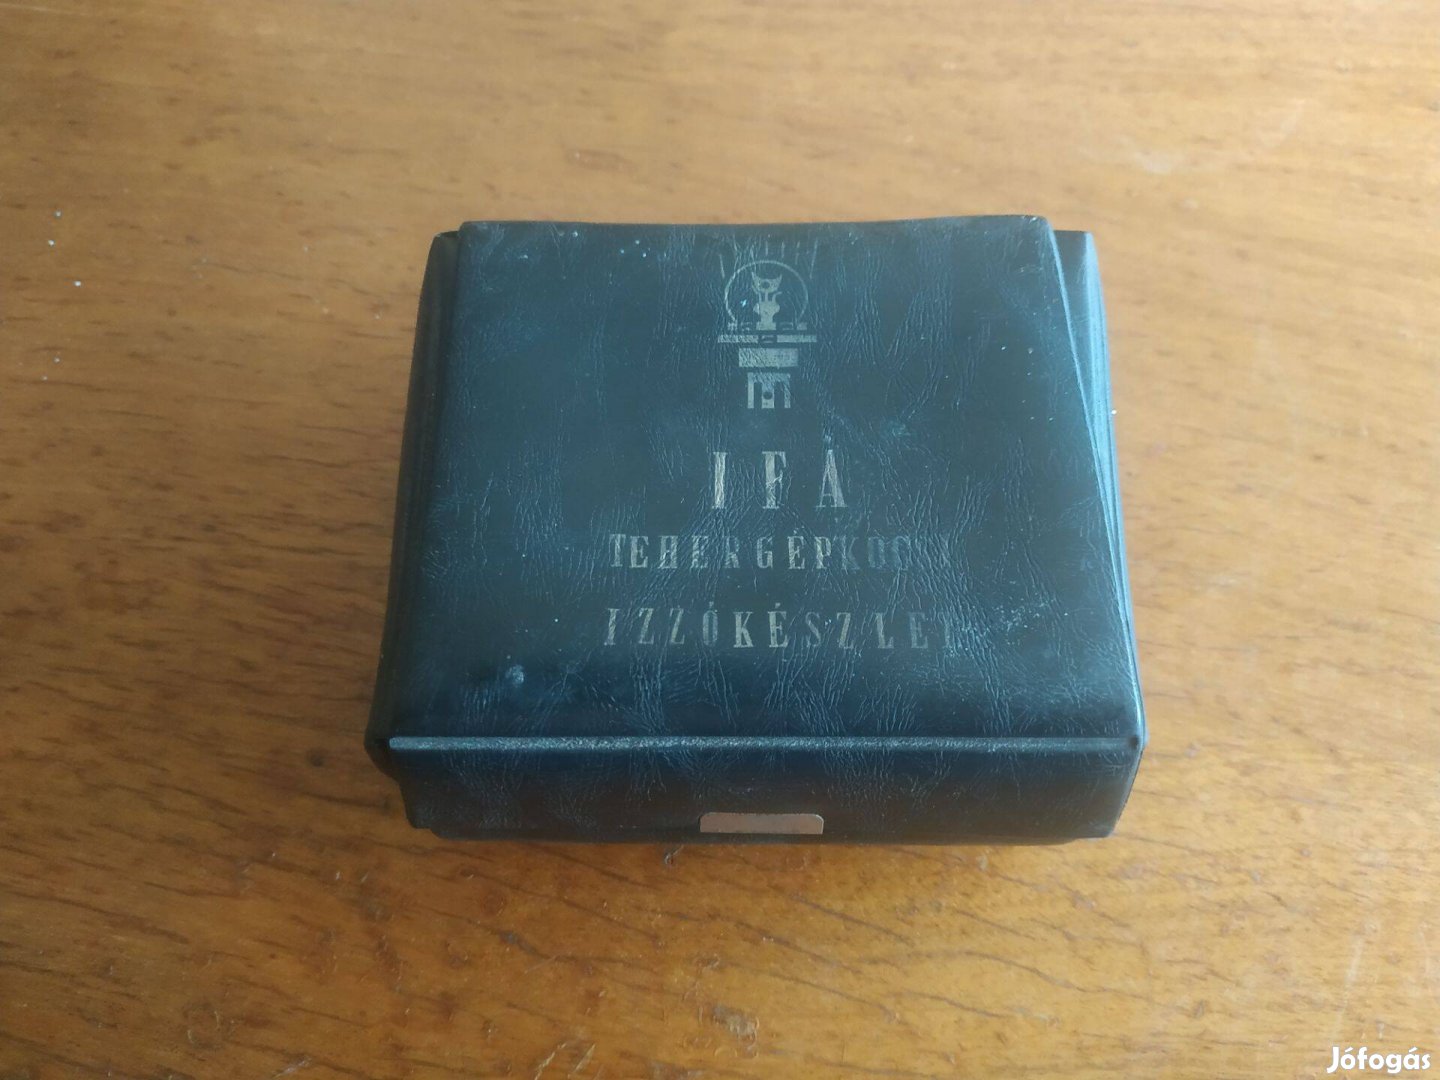 IFA
TEHERGÉPKOCSI
IZZÓKÉSZLET
Jófogás